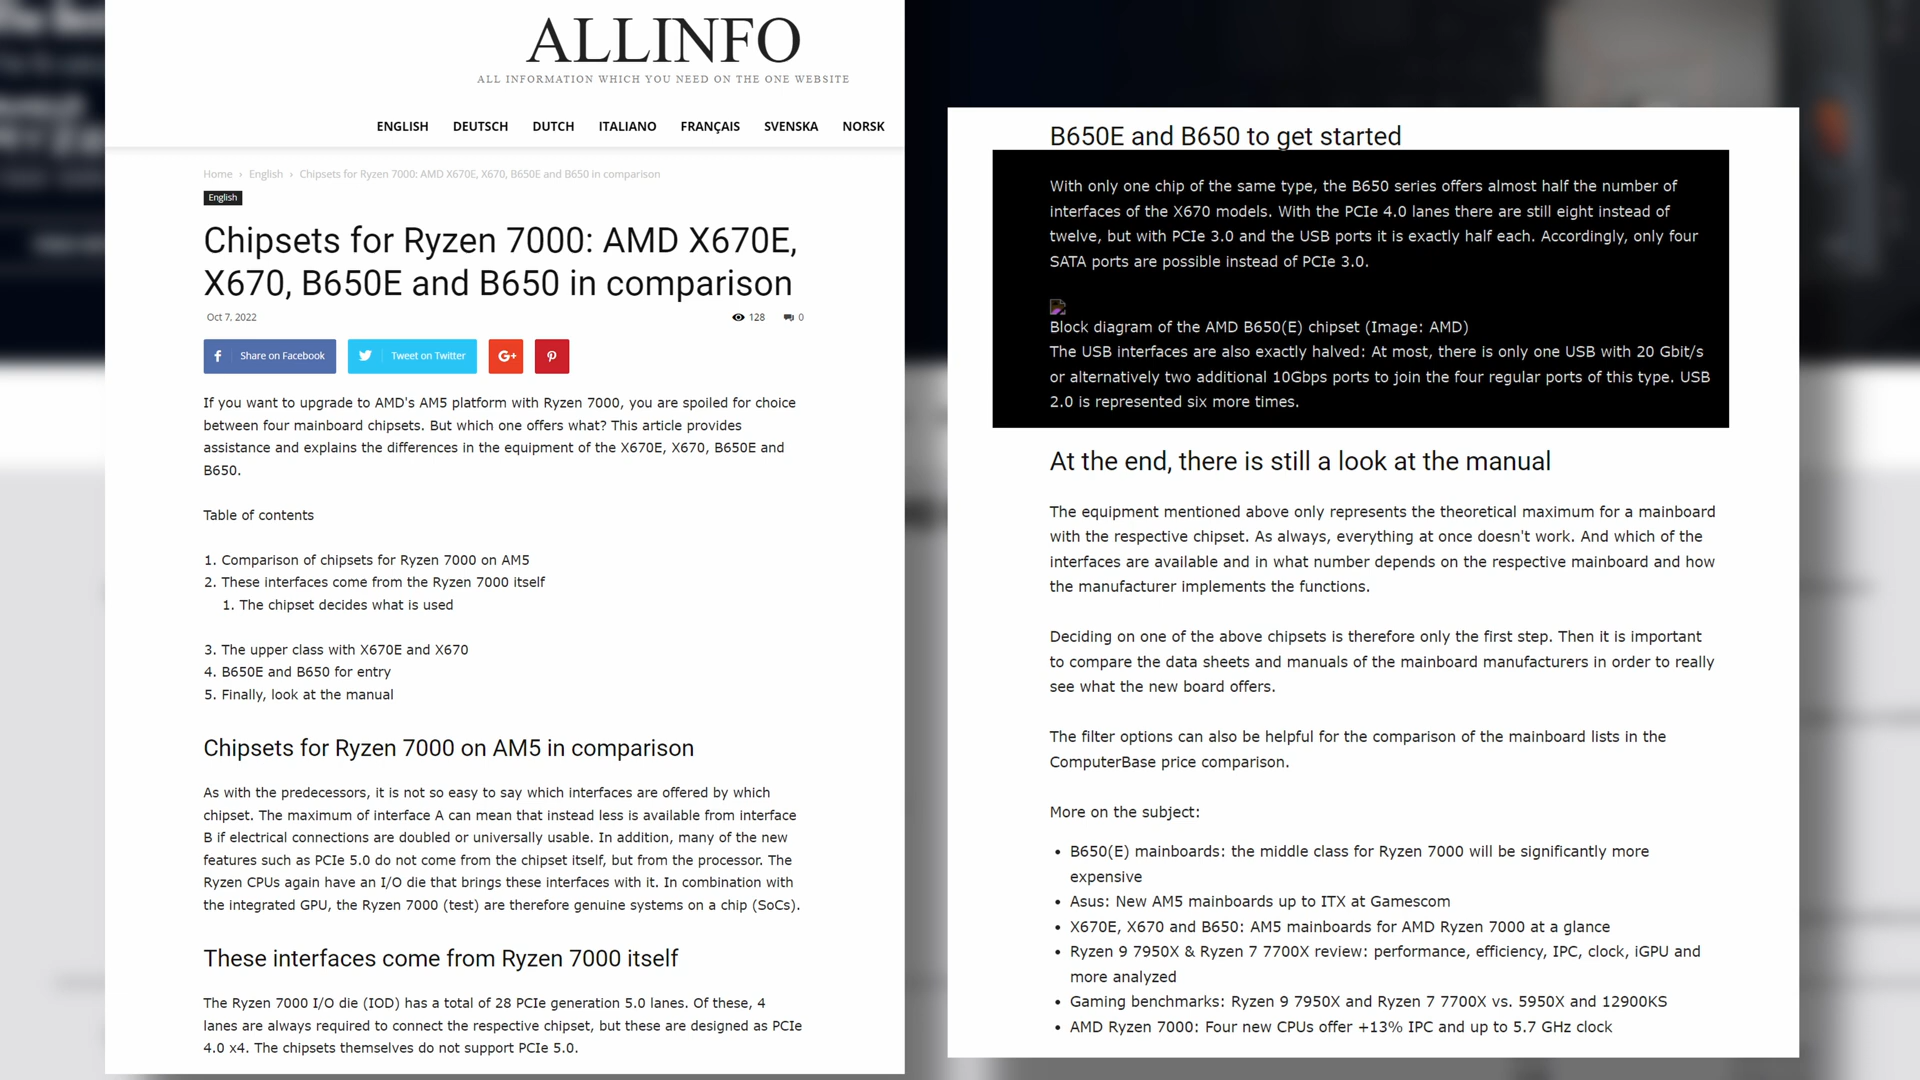 ALLINFO
ALL INFORMATION WHICH YOU NEED ON THE ONE WEBSITE
ENGLISH DEUTSCH DUTCH ITALIANO FRANÇAIS SVENSKA NORSK
Home › English › Chipsets for Ryzen 7000: AMD X670E, X670, B650E and B650 in comparison
English
Chipsets for Ryzen 7000: AMD X670E,
X670, B650E and B650 in comparison
Oct 7, 2022 128 0
Share on Facebook Tweet on Twitter G+
If you want to upgrade to AMD's AM5 platform with Ryzen 7000, you are spoiled for choice
between four mainboard chipsets. But which one offers what? This article provides
assistance and explains the differences in the equipment of the X670E, X670, B650E and
B650.
Table of contents
1. Comparison of chipsets for Ryzen 7000 on AM5
2. These interfaces come from the Ryzen 7000 itself
1. The chipset decides what is used
3. The upper class with X670E and X670
4. B650E and B650 for entry
5. Finally, look at the manual
Chipsets for Ryzen 7000 on AM5 in comparison
As with the predecessors, it is not so easy to say which interfaces are offered by which
chipset. The maximum of interface A can mean that instead less is available from interface
B if electrical connections are doubled or universally usable. In addition, many of the new
features such as PCIe 5.0 do not come from the chipset itself, but from the processor. The
Ryzen CPUs again have an I/O die that brings these interfaces with it. In combination with
the integrated GPU, the Ryzen 7000 (test) are therefore genuine systems on a chip (SoCs).
These interfaces come from Ryzen 7000 itself
The Ryzen 7000 I/O die (IOD) has a total of 28 PCIe generation 5.0 lanes. Of these, 4
lanes are always required to connect the respective chipset, but these are designed as PCIe
4.0 x4. The chipsets themselves do not support PCIe 5.0.
B650E and B650 to get started
With only one chip of the same type, the B650 series offers almost half the number of
interfaces of the X670 models. With the PCIe 4.0 lanes there are still eight instead of
twelve, but with PCIe 3.0 and the USB ports it is exactly half each. Accordingly, only four
SATA ports are possible instead of PCIe 3.0.
Block diagram of the AMD B650(E) chipset (Image: AMD)
The USB interfaces are also exactly halved: At most, there is only one USB with 20 Gbit/s
or alternatively two additional 10Gbps ports to join the four regular ports of this type. USB
2.0 is represented six more times.
At the end, there is still a look at the manual
The equipment mentioned above only represents the theoretical maximum for a mainboard
with the respective chipset. As always, everything at once doesn't work. And which of the
interfaces are available and in what number depends on the respective mainboard and how
the manufacturer implements the functions.
Deciding on one of the above chipsets is therefore only the first step. Then it is important
to compare the data sheets and manuals of the mainboard manufacturers in order to really
see what the new board offers.
The filter options can also be helpful for the comparison of the mainboard lists in the
ComputerBase price comparison.
More on the subject:
• B650(E) mainboards: the middle class for Ryzen 7000 will be significantly more
expensive
• Asus: New AM5 mainboards up to ITX at Gamescom
• X670E, X670 and B650: AM5 mainboards for AMD Ryzen 7000 at a glance
• Ryzen 9 7950X & Ryzen 7 7700X review: performance, efficiency, IPC, clock, iGPU and
more analyzed
• Gaming benchmarks: Ryzen 9 7950X and Ryzen 7 7700X vs. 5950X and 12900KS
• AMD Ryzen 7000: Four new CPUs offer +13% IPC and up to 5.7 GHz clock